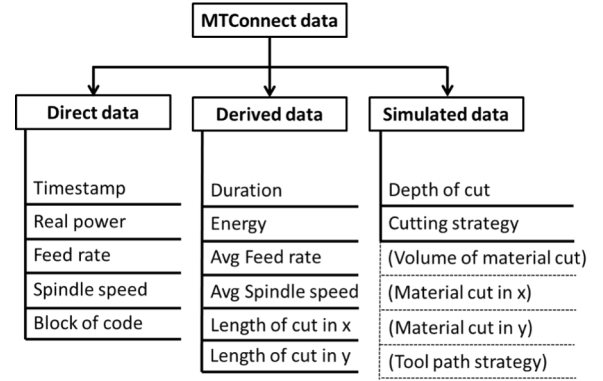 MTConnect data
Direct data
Timestamp
Real power
Feed rate
Spindle speed
Block of code
Derived data
Duration
Energy
Avg Feed rate
Avg Spindle speed
Length of cut in x
Length of cut in y
Simulated data
Depth of cut
Cutting strategy
(Volume of material cut)
(Material cut in x)
(Material cut in y)
(Tool path strategy)